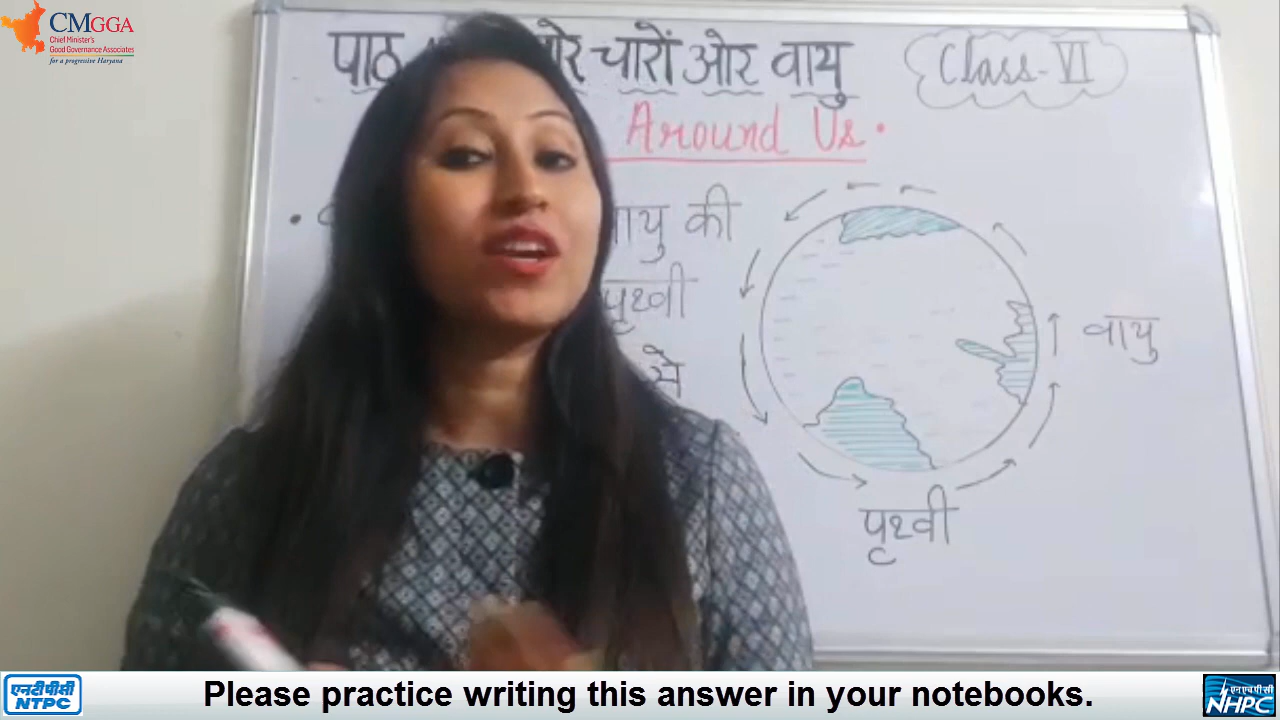 CMGGA
Chief Minister's
Good Governance Associates
for a progressive Haryana
पाठ चारों ओर वायु
Class-VI
Around Us.
वायु की
पृथ्वी
से
वायु
पृथ्वी
एनटीपीसी
NTPC
Please practice writing this answer in your notebooks.
एनएचपीसी
NHPC